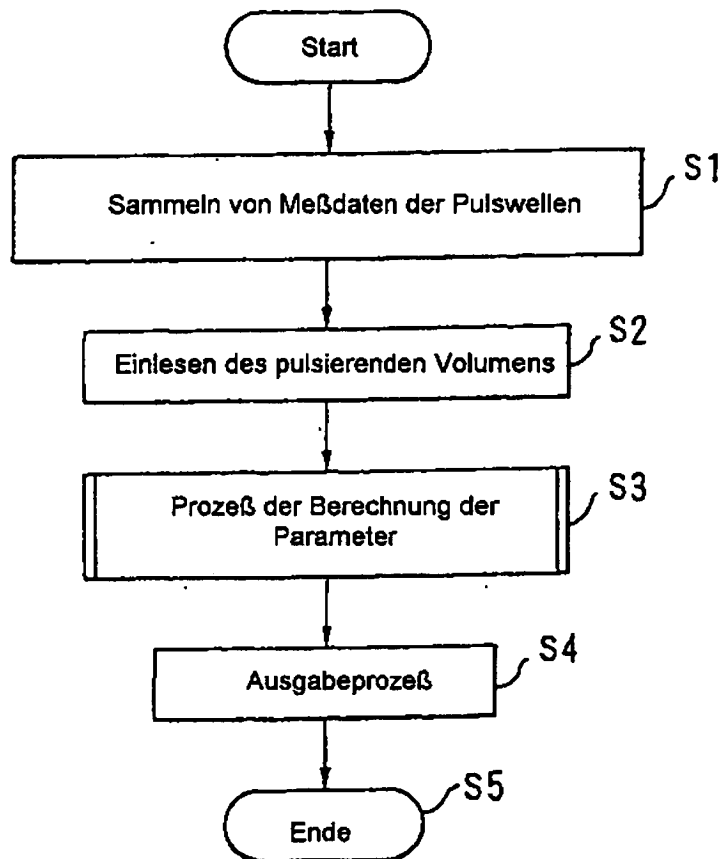 Start
Sammeln von Meßdaten der Pulswellen
S1
Einlesen des pulsierenden Volumens
S2
Prozeß der Berechnung der
Parameter
S3
Ausgabeprozeß
S4
Ende
S5